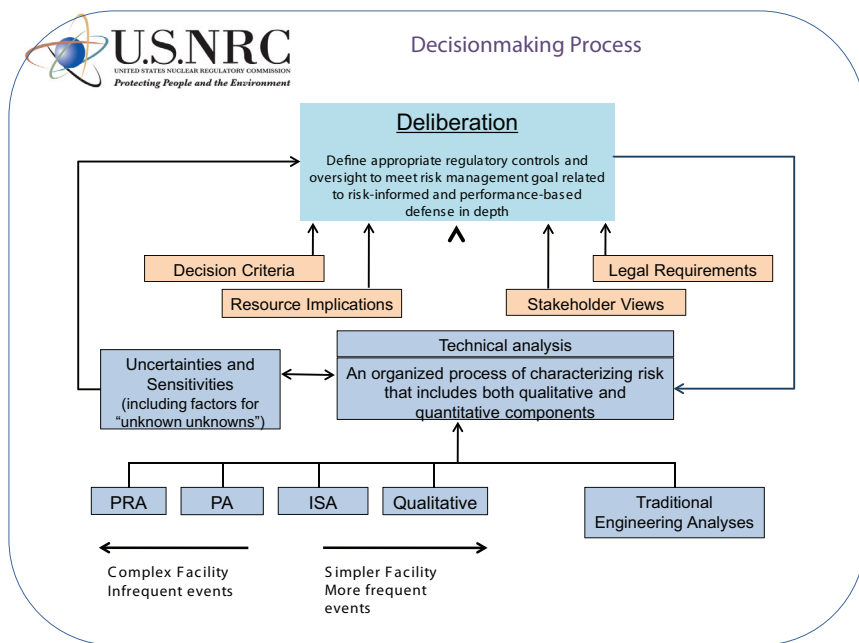 U.S.NRC
UNITED STATES NUCLEAR REGULATORY COMMISSION
Protecting People and the Environment
Decisionmaking Process
Deliberation
Define appropriate regulatory controls and
oversight to meet risk management goal related
to risk-informed and performance-based
defense in depth
Decision Criteria
Legal Requirements
Resource Implications
Stakeholder Views
Technical analysis
Uncertainties and
Sensitivities
(including factors for
“unknown unknowns”)
An organized process of characterizing risk
that includes both qualitative and
quantitative components
PRA
PA
ISA
Qualitative
Traditional
Engineering Analyses
Complex Facility
Infrequent events
Simpler Facility
More frequent
events